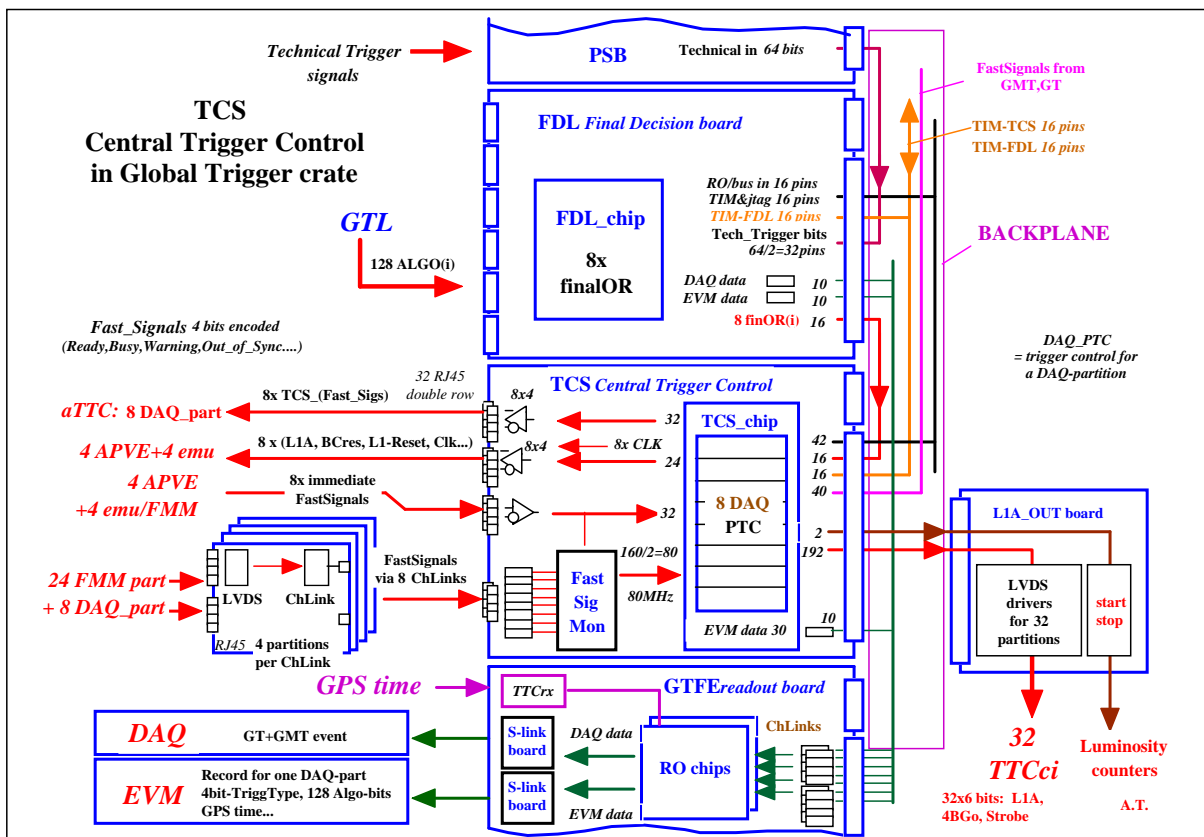 Technical Trigger
signals
PSB
Technical in 64 bits
TCS
Central Trigger Control
in Global Trigger crate
FDL Final Decision board
FastSignals from
GMT,GT
TIM-TCS 16 pins
TIM-FDL 16 pins
GTL
128 ALGO(i)
FDL_chip
8x
finalOR
RO/bus in 16 pins
TIM&jtag 16 pins
TIM-FDL 16 pins
Tech_Trigger bits
64/2=32pins
DAQ data 10
EVM data 10
8 finOR(i) 16
BACKPLANE
Fast_Signals 4 bits encoded
(Ready,Busy,Warning,Out_of_Sync....)
DAQ_PTC
= trigger control for
a DAQ-partition
32 RJ45
double row
TCS Central Trigger Control
aTTC: 8 DAQ_part
8x TCS_(Fast_Sigs)
8x4
32
4 APVE+4 emu
8 x (L1A, BCres, L1-Reset, Clk...)
8x4
8x CLK
24
4 APVE
+4 emu/FMM
8x immediate
FastSignals
32
TCS_chip
8 DAQ
PTC
42
16
16
40
2
192
24 FMM part
+ 8 DAQ_part
LVDS
ChLink
RJ45
4 partitions
per ChLink
FastSignals
via 8 ChLinks
Fast
Sig
Mon
160/2=80
80MHz
EVM data 30
10
L1A_OUT board
LVDS
drivers
for 32
partitions
start
stop
GPS time
TTCrx
GTFE readout board
DAQ
GT+GMT event
S-link
board
DAQ data
RO chips
ChLinks
EVM
Record for one DAQ-part
4bit-TriggType, 128 Algo-bits
GPS time...
S-link
board
EVM data
32
TTCci
32x6 bits: L1A,
4BGo, Strobe
Luminosity
counters
A.T.